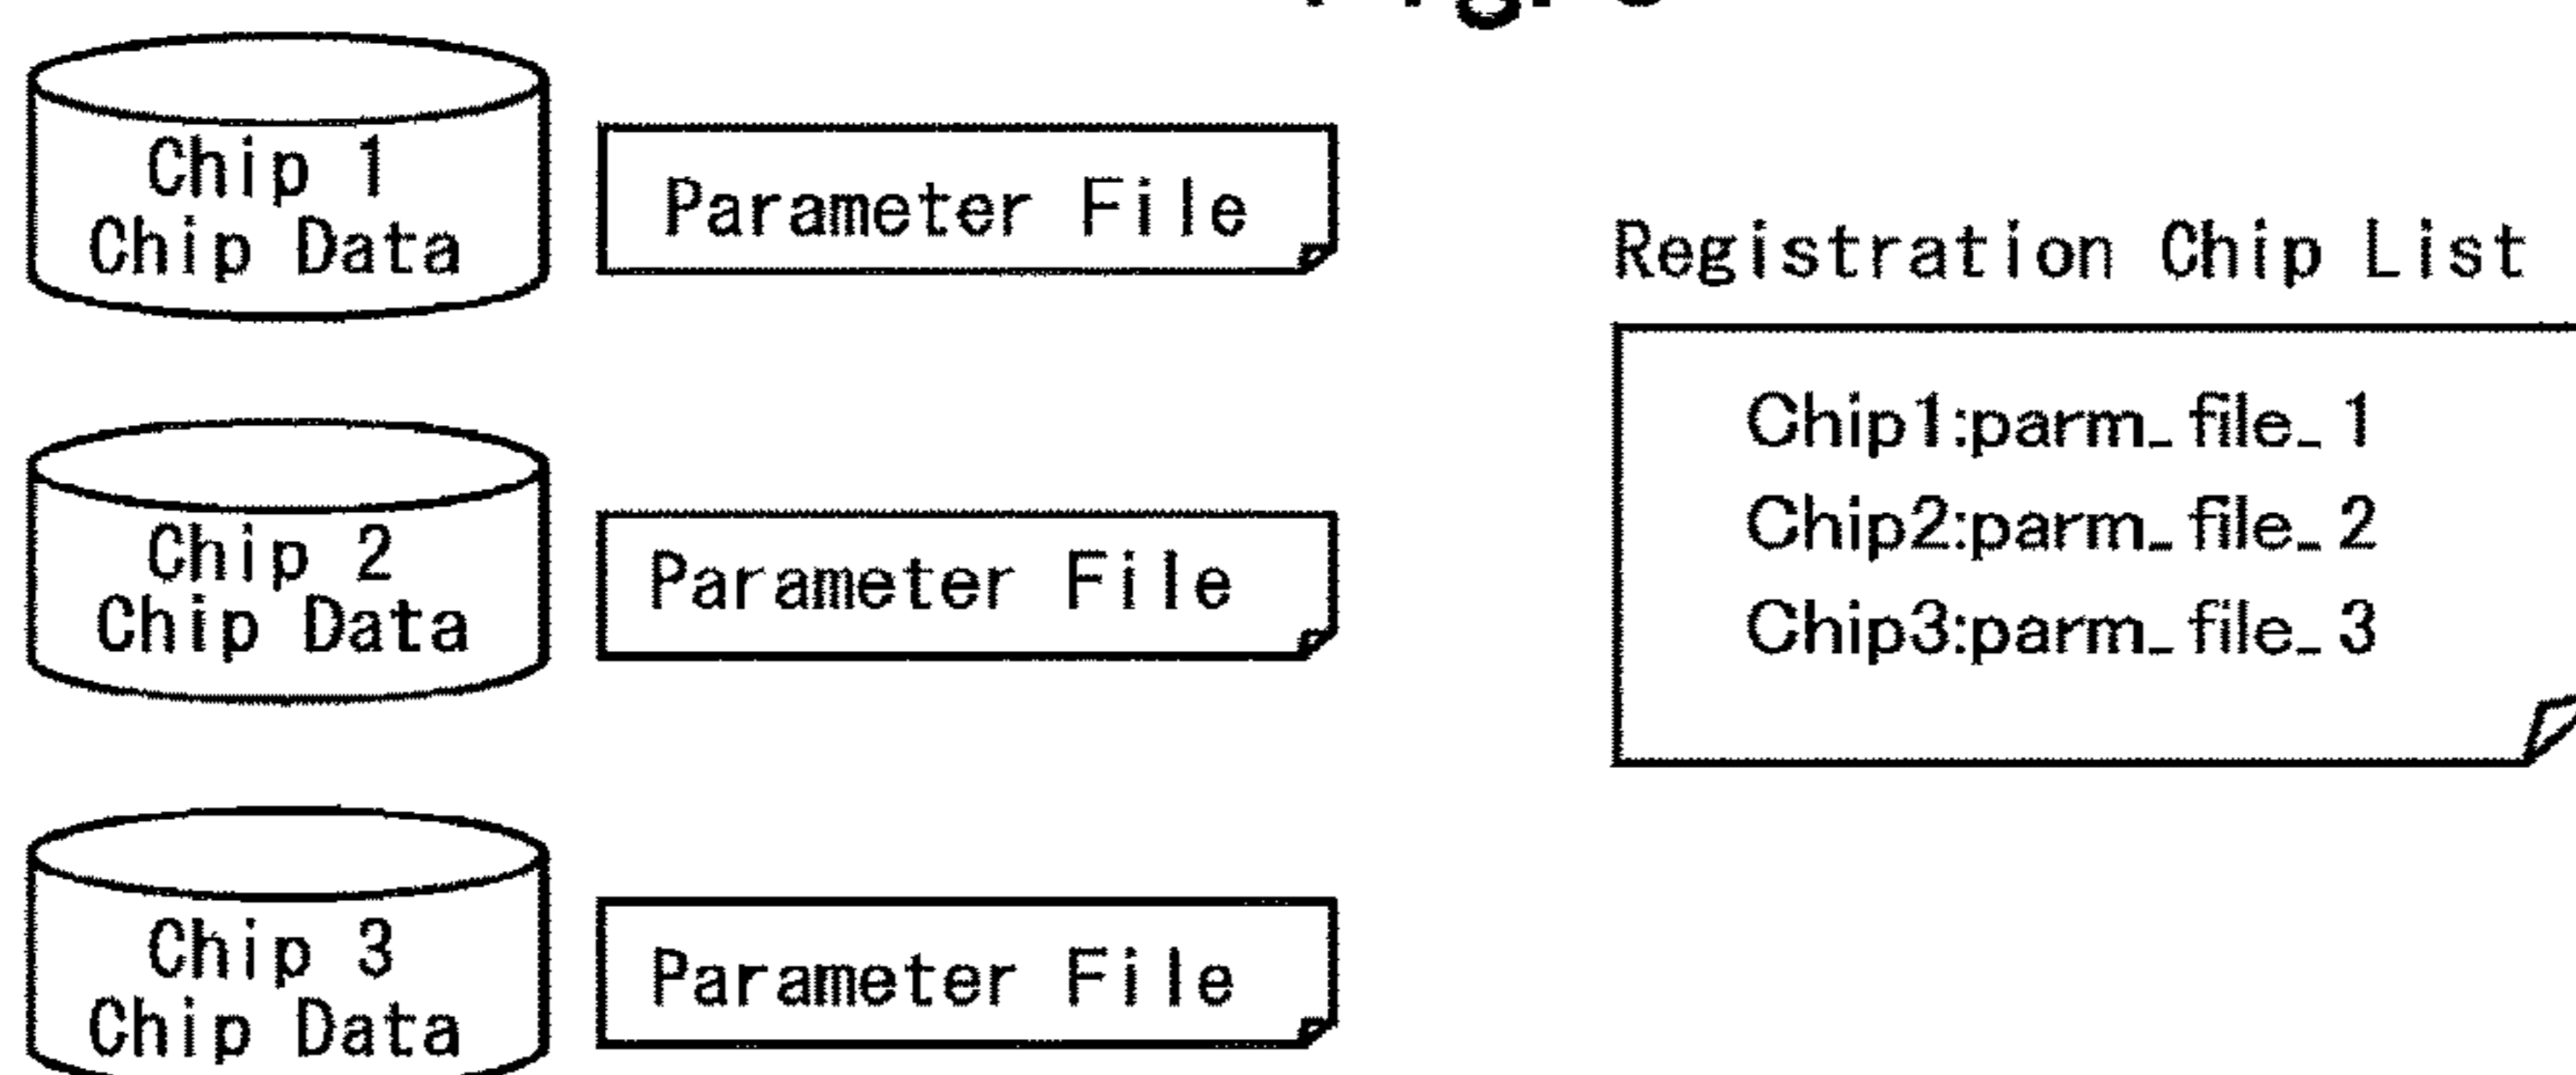 Chip 1
Chip Data
Parameter File
Registration Chip List
Chip1:parm_file_1
Chip2:parm_file_2
Chip3:parm_file_3
Chip 2
Chip Data
Parameter File
Chip 3
Chip Data
Parameter File